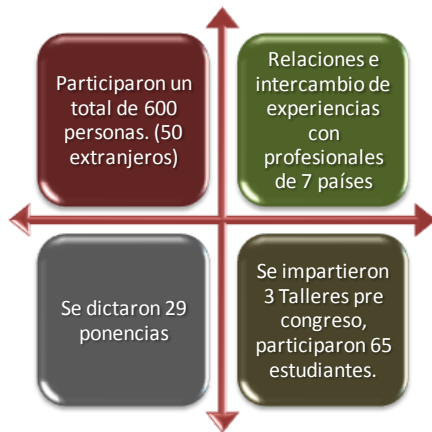 Participaron un
total de 600
personas. (50
extranjeros)
Relaciones e
intercambio de
experiencias
con
profesionales
de 7 países
Se dictaron 29
ponencias
Se impartieron
3 Talleres pre
congreso,
participaron 65
estudiantes.